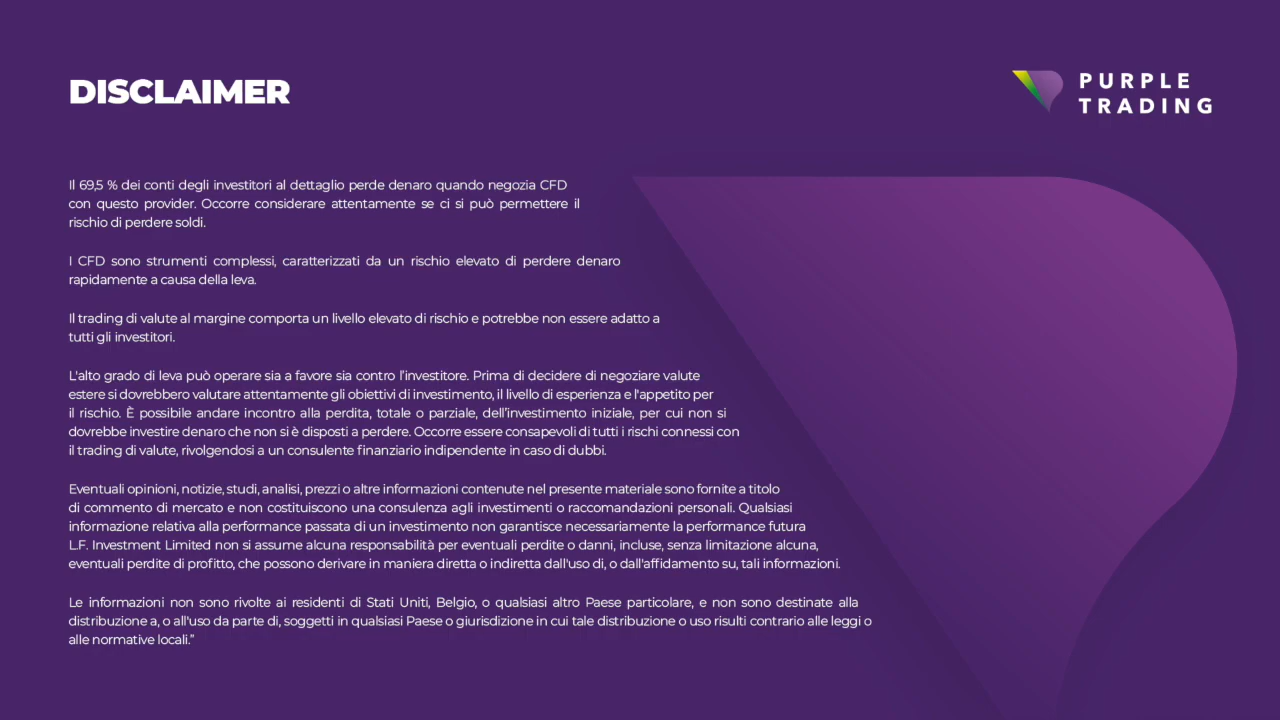 DISCLAIMER
PURPLE
TRADING
Il 69,5 % dei conti degli investitori al dettaglio perde denaro quando negozia CFD
con questo provider. Occorre considerare attentamente se ci si può permettere il
rischio di perdere soldi.
I CFD sono strumenti complessi, caratterizzati da un rischio elevato di perdere denaro
rapidamente a causa della leva.
Il trading di valute al margine comporta un livello elevato di rischio e potrebbe non essere adatto a
tutti gli investitori.
L'alto grado di leva può operare sia a favore sia contro l’investitore. Prima di decidere di negoziare valute
estere si dovrebbero valutare attentamente gli obiettivi di investimento, il livello di esperienza e l'appetito per
il rischio. È possibile andare incontro alla perdita, totale o parziale, dell’investimento iniziale, per cui non si
dovrebbe investire denaro che non si è disposti a perdere. Occorre essere consapevoli di tutti i rischi connessi con
il trading di valute, rivolgendosi a un consulente finanziario indipendente in caso di dubbi.
Eventuali opinioni, notizie, studi, analisi, prezzi o altre informazioni contenute nel presente materiale sono fornite a titolo
di commento di mercato e non costituiscono una consulenza agli investimenti o raccomandazioni personali. Qualsiasi
informazione relativa alla performance passata di un investimento non garantisce necessariamente la performance futura
L.F. Investment Limited non si assume alcuna responsabilità per eventuali perdite o danni, incluse, senza limitazione alcuna,
eventuali perdite di profitto, che possono derivare in maniera diretta o indiretta dall'uso di, o dall'affidamento su, tali informazioni.
Le informazioni non sono rivolte ai residenti di Stati Uniti, Belgio, o qualsiasi altro Paese particolare, e non sono destinate alla
distribuzione a, o all'uso da parte di, soggetti in qualsiasi Paese o giurisdizione in cui tale distribuzione o uso risulti contrario alle leggi o
alle normative locali.”